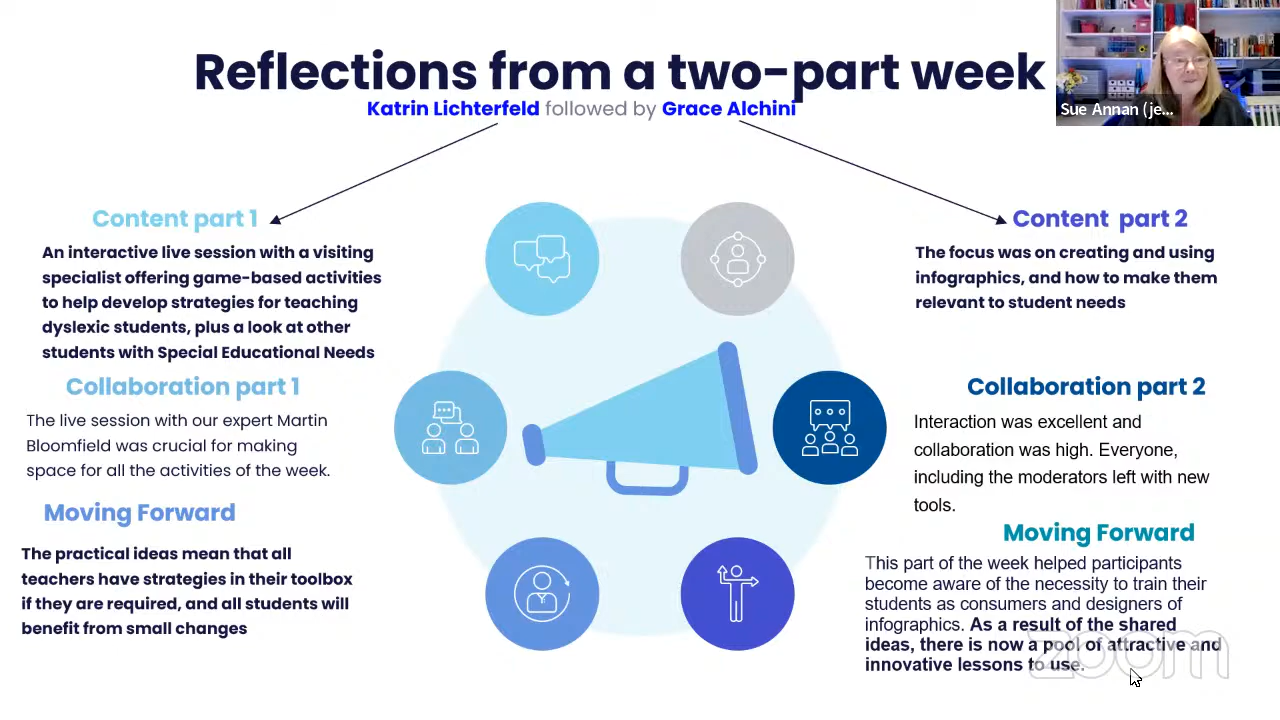 Reflections from a two-part week
Katrin Lichterfeld followed by Grace Alchini
Sue Annan (je...
Content part 1
An interactive live session with a visiting
specialist offering game-based activities
to help develop strategies for teaching
dyslexic students, plus a look at other
students with Special Educational Needs
Collaboration part 1
The live session with our expert Martin
Bloomfield was crucial for making
space for all the activities of the week.
Moving Forward
The practical ideas mean that all
teachers have strategies in their toolbox
if they are required, and all students will
benefit from small changes
Content part 2
The focus was on creating and using
infographics, and how to make them
relevant to student needs
Collaboration part 2
Interaction was excellent and
collaboration was high. Everyone,
including the moderators left with new
tools.
Moving Forward
This part of the week helped participants
become aware of the necessity to train their
students as consumers and designers of
infographics. As a result of the shared
ideas, there is now a pool of attractive and
innovative lessons to use.
zoom